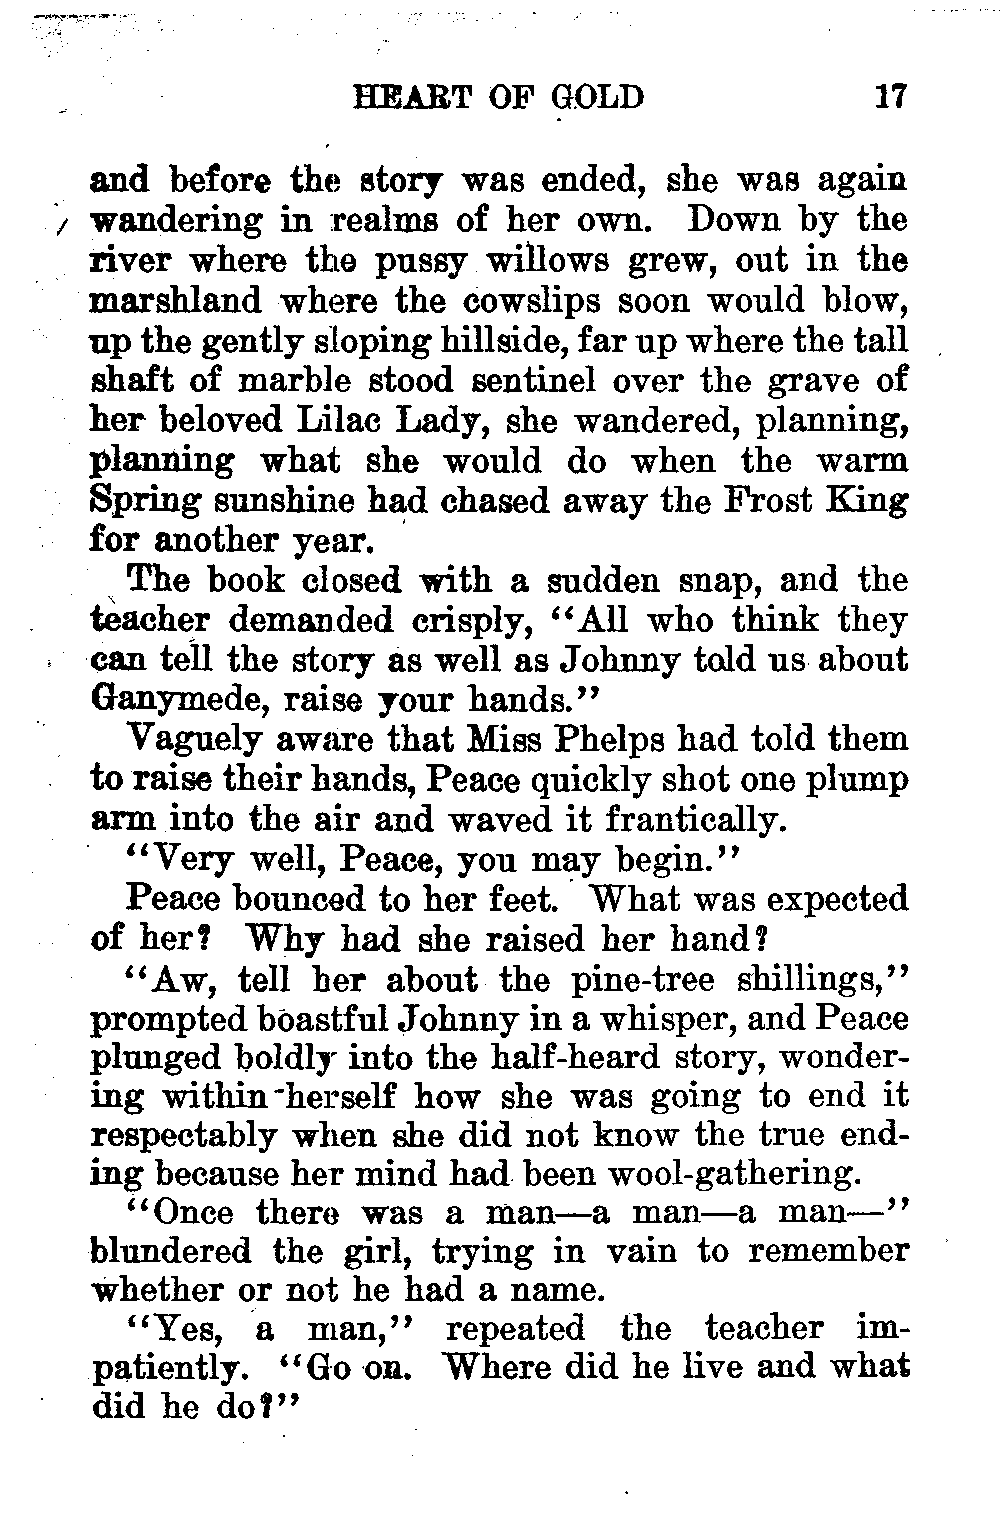 HEART OF GOLD 17
and before the story was ended, she was again
wandering in realms of her own. Down by the
river where the pussy willows grew, out in the
marshland where the cowslips soon would blow,
up the gently sloping hillside, far up where the tall
shaft of marble stood sentinel over the grave of
her beloved Lilac Lady, she wandered, planning,
planning what she would do when the warm
Spring sunshine had chased away the Frost King
for another year.
The book closed with a sudden snap, and the
teacher demanded crisply, "All who think they
can tell the story as well as Johnny told us about
Ganymede, raise your hands."
Vaguely aware that Miss Phelps had told them
to raise their hands, Peace quickly shot one plump
arm into the air and waved it frantically.
"Very well, Peace, you may begin."
Peace bounced to her feet. What was expected
of her? Why had she raised her hand?
"Aw, tell her about the pine-tree shillings,"
prompted boastful Johnny in a whisper, and Peace
plunged boldly into the half-heard story, wonder-
ing within herself how she was going to end it
respectably when she did not know the true end-
ing because her mind had been wool-gathering.
"Once there was a man—a man—a man—"
blundered the girl, trying in vain to remember
whether or not he had a name.
"Yes, a man," repeated the teacher im-
patiently. "Go on. Where did he live and what
did he do?"